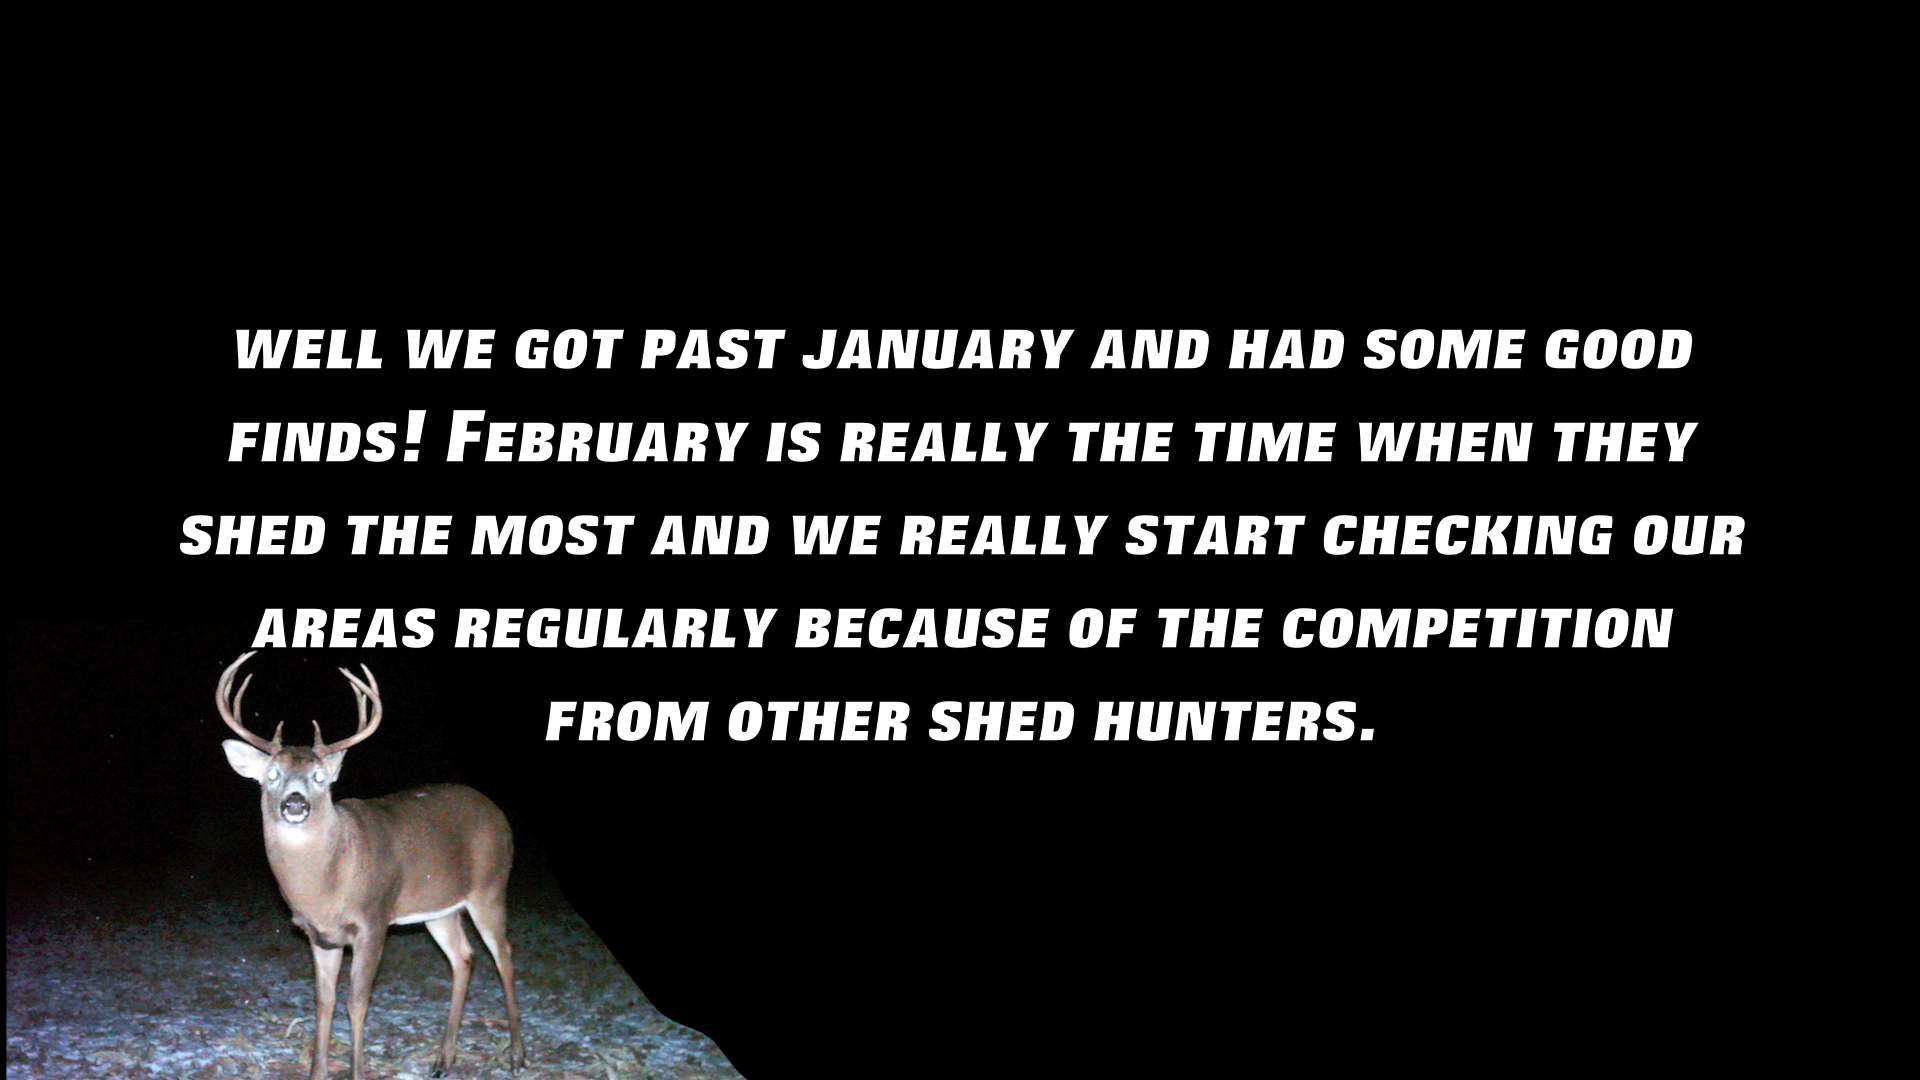 well we got past january and had some good
finds! February is really the time when they
shed the most and we really start checking our
areas regularly because of the competition
from other shed hunters.